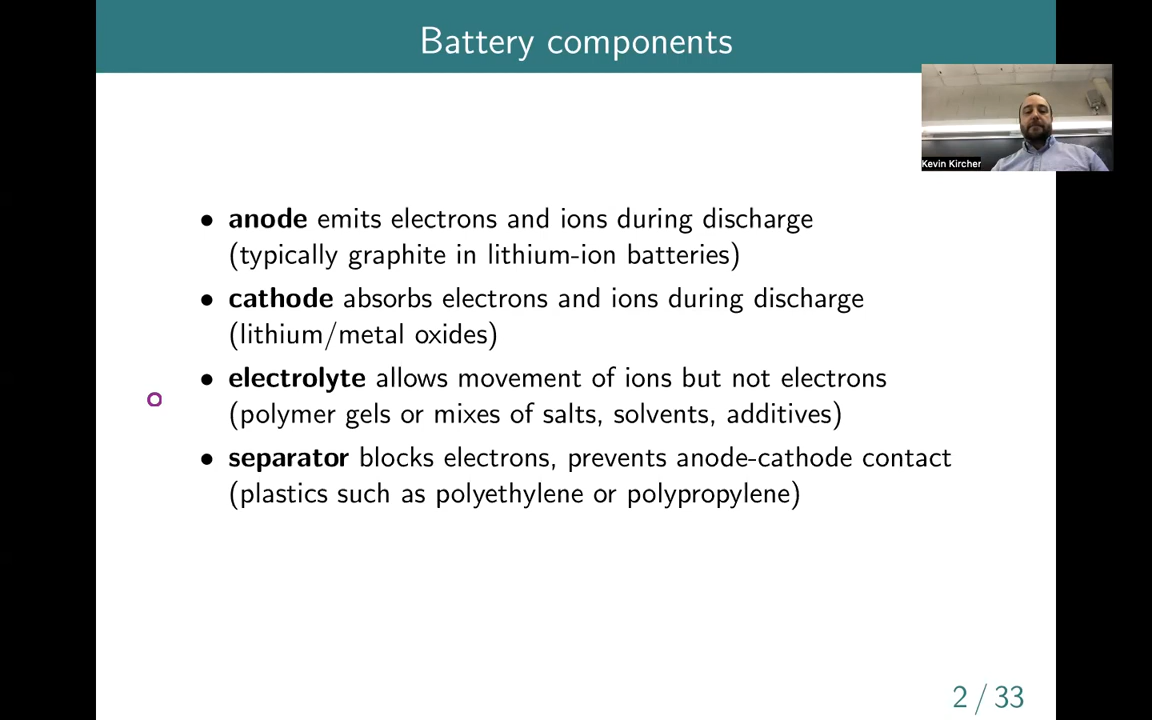 Battery components
Kevin Kircher
• anode emits electrons and ions during discharge
(typically graphite in lithium-ion batteries)
• cathode absorbs electrons and ions during discharge
(lithium/metal oxides)
• electrolyte allows movement of ions but not electrons
(polymer gels or mixes of salts, solvents, additives)
• separator blocks electrons, prevents anode-cathode contact
(plastics such as polyethylene or polypropylene)
2 / 33